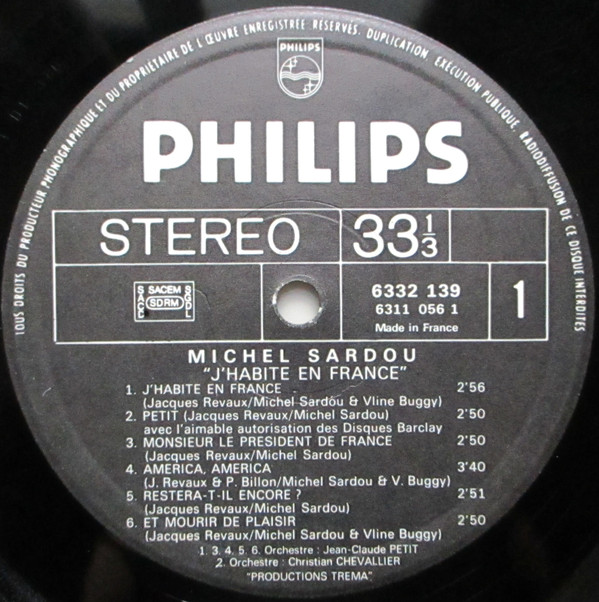 TOUS DROITS DU PRODUCTEUR PHONOGRAPHIQUE ET DU PROPRIÉTAIRE DE L'ŒUVRE ENREGISTRÉE RÉSERVÉS. DUPLICATION, EXÉCUTION PUBLIQUE, RADIODIFFUSION DE CE DISQUE INTERDITES
PHILIPS
PHILIPS
STEREO 33 1/3
SACEM
SACD SDRM SGDL
6332 139
6311 056 1
Made in France
1
MICHEL SARDOU
"J'HABITE EN FRANCE"
1. J'HABITE EN FRANCE 2'56
(Jacques Revaux/Michel Sardou & Vline Buggy)
2. PETIT (Jacques Revaux/Michel Sardou) 2'50
avec l'aimable autorisation des Disques Barclay
3. MONSIEUR LE PRESIDENT DE FRANCE 2'50
(Jacques Revaux/Michel Sardou)
4. AMERICA, AMERICA 3'40
(J. Revaux & P. Billon/Michel Sardou & V. Buggy)
5. RESTERA-T-IL ENCORE ? 2'51
(Jacques Revaux/Michel Sardou)
6. ET MOURIR DE PLAISIR 2'50
(Jacques Revaux/Michel Sardou & Vline Buggy)
1. 3. 4. 5. 6. Orchestre : Jean-Claude PETIT
2. Orchestre : Christian CHEVALLIER
"PRODUCTIONS TREMA"